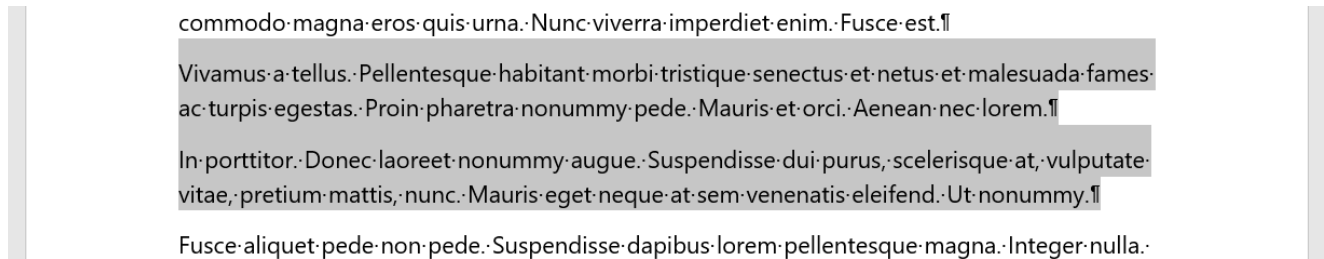 commodo·magna·eros·quis·urna.·Nunc·viverra·imperdiet·enim.·Fusce·est.¶
Vivamus·a·tellus.·Pellentesque·habitant·morbi·tristique·senectus·et·netus·et·malesuada·fames·
ac·turpis·egestas.·Proin·pharetra·nonummy·pede.·Mauris·et·orci.·Aenean·nec·lorem.¶
In·porttitor.·Donec·laoreet·nonummy·augue.·Suspendisse·dui·purus,·scelerisque·at,·vulputate·
vitae,·pretium·mattis,·nunc.·Mauris·eget·neque·at·sem·venenatis·eleifend.·Ut·nonummy.¶
Fusce·aliquet·pede·non·pede.·Suspendisse·dapibus·lorem·pellentesque·magna.·Integer·nulla.·